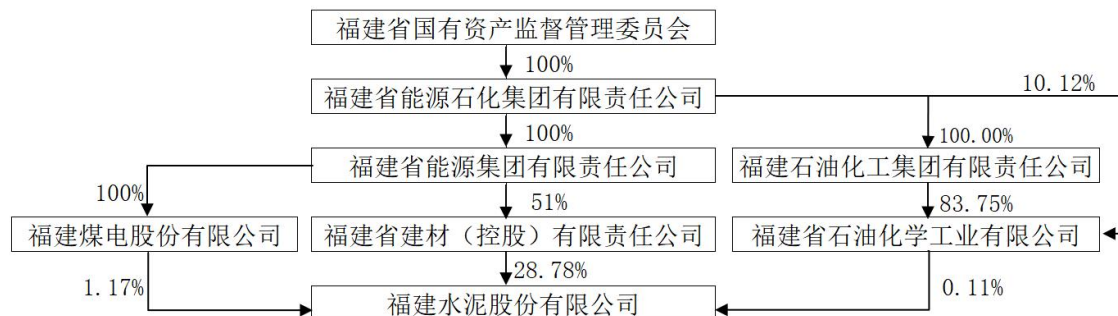 福建省国有资产监督管理委员会
100%
福建省能源石化集团有限责任公司
10.12%
100%
100.00%
福建省能源集团有限责任公司
福建石油化工集团有限责任公司
100%
51%
83.75%
福建煤电股份有限公司
福建省建材（控股）有限责任公司
福建省石油化学工业有限公司
1.17%
28.78%
0.11%
福建水泥股份有限公司